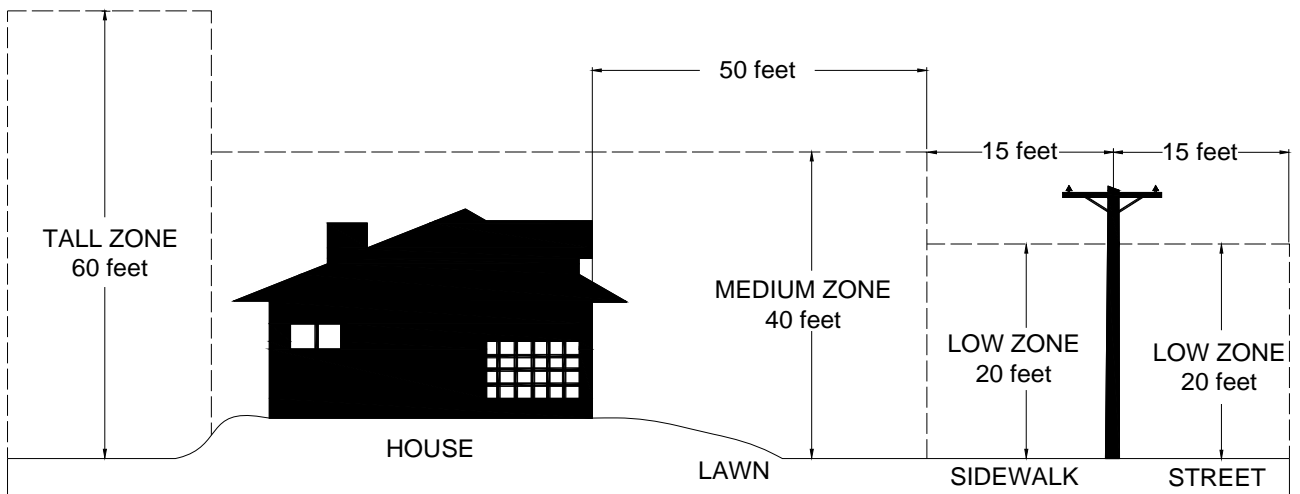 50 feet
15 feet
15 feet
TALL ZONE
60 feet
MEDIUM ZONE
40 feet
LOW ZONE
20 feet
LOW ZONE
20 feet
HOUSE
LAWN
SIDEWALK
STREET